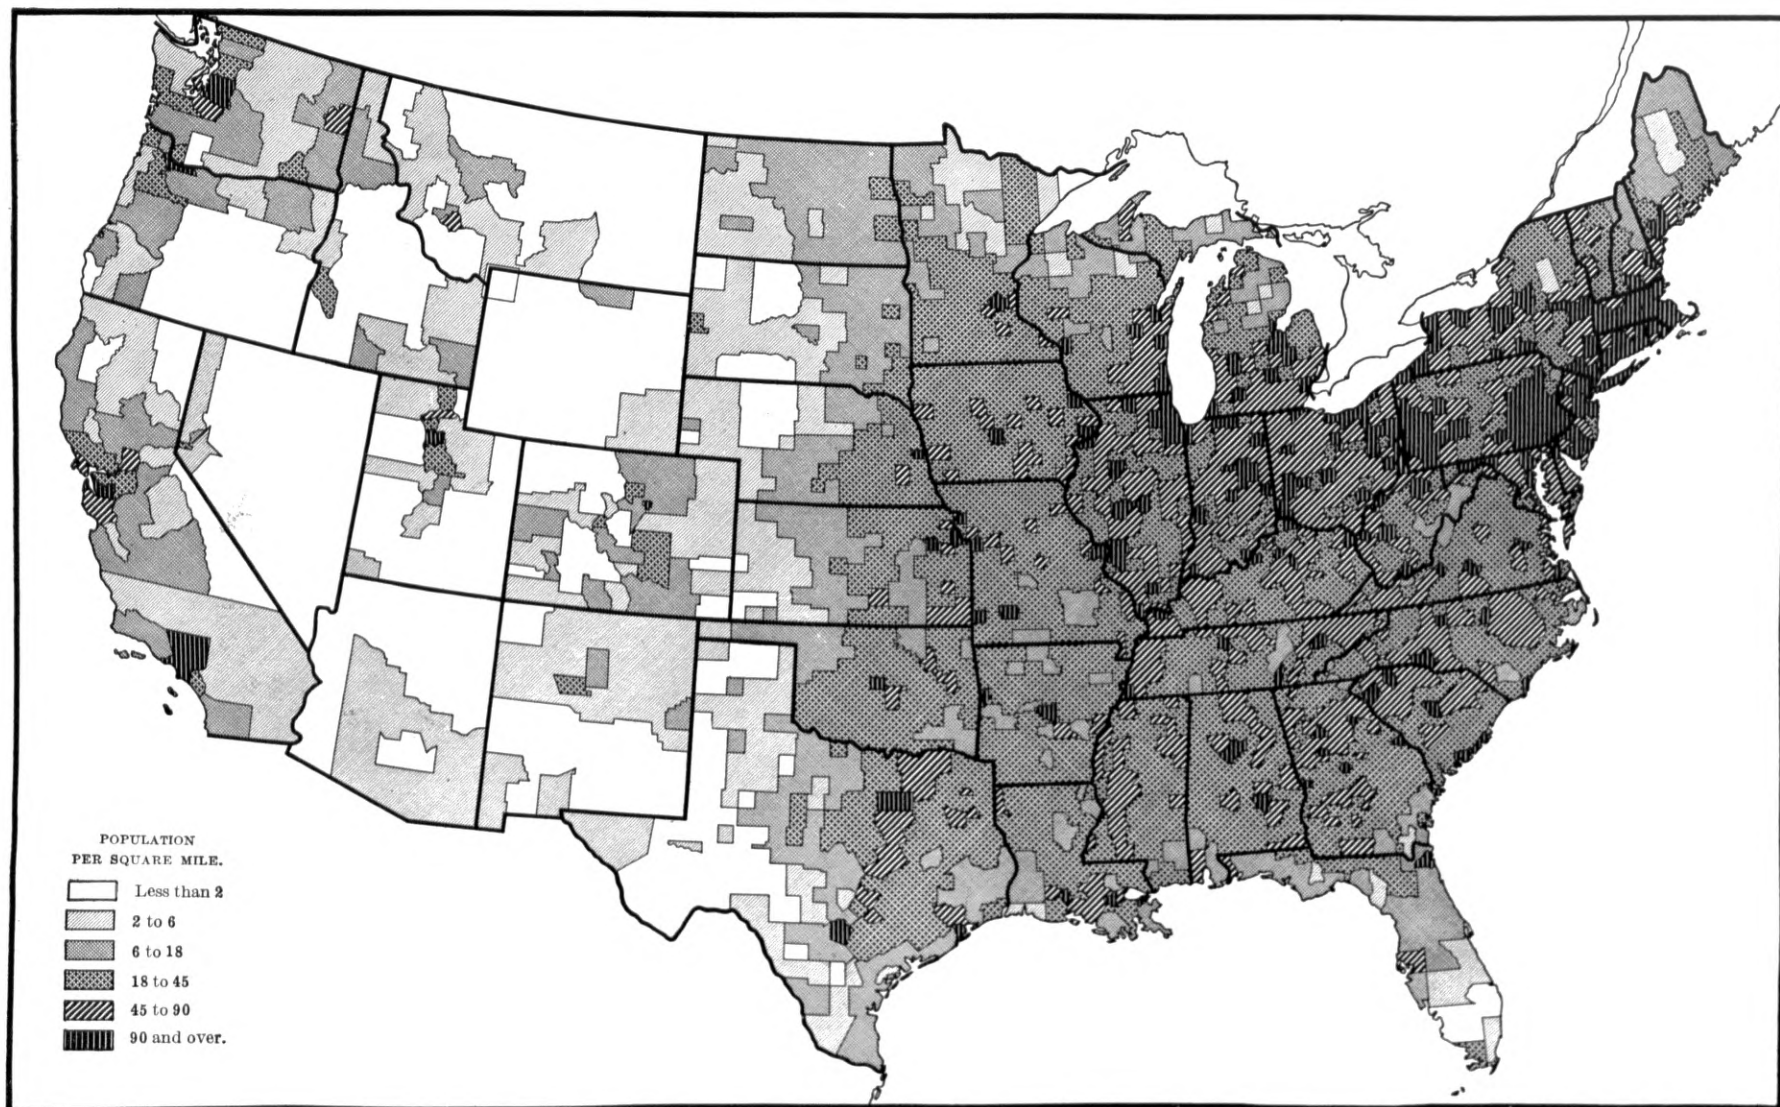 POPULATION
PER SQUARE MILE.
Less than 2
2 to 6
6 to 18
18 to 45
45 to 90
90 and over.